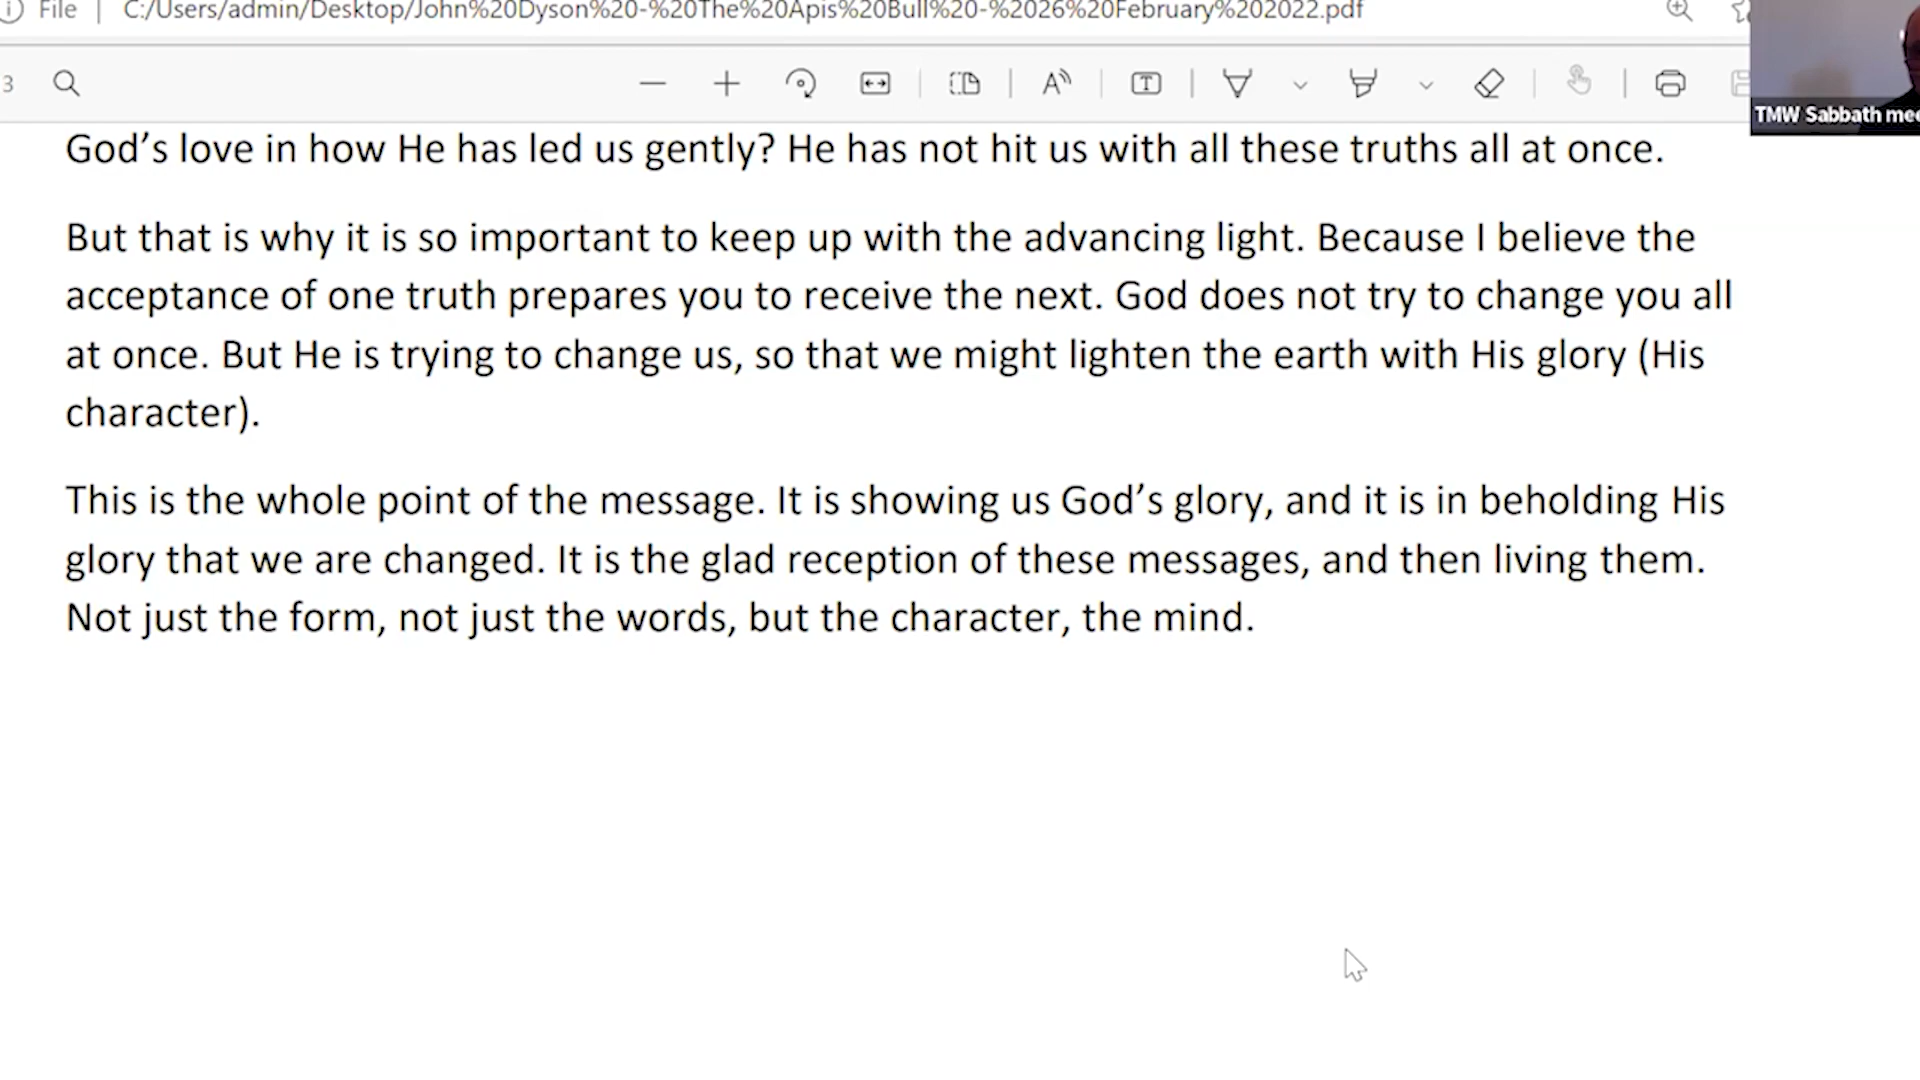 File | C:/Users/admin/Desktop/John%20Dyson%20-%20The%20Apis%20Bull%20-%2026%20February%202022.pdf
3
TMW Sabbath
God’s love in how He has led us gently? He has not hit us with all these truths all at once.
But that is why it is so important to keep up with the advancing light. Because I believe the
acceptance of one truth prepares you to receive the next. God does not try to change you all
at once. But He is trying to change us, so that we might lighten the earth with His glory (His
character).
This is the whole point of the message. It is showing us God’s glory, and it is in beholding His
glory that we are changed. It is the glad reception of these messages, and then living them.
Not just the form, not just the words, but the character, the mind.